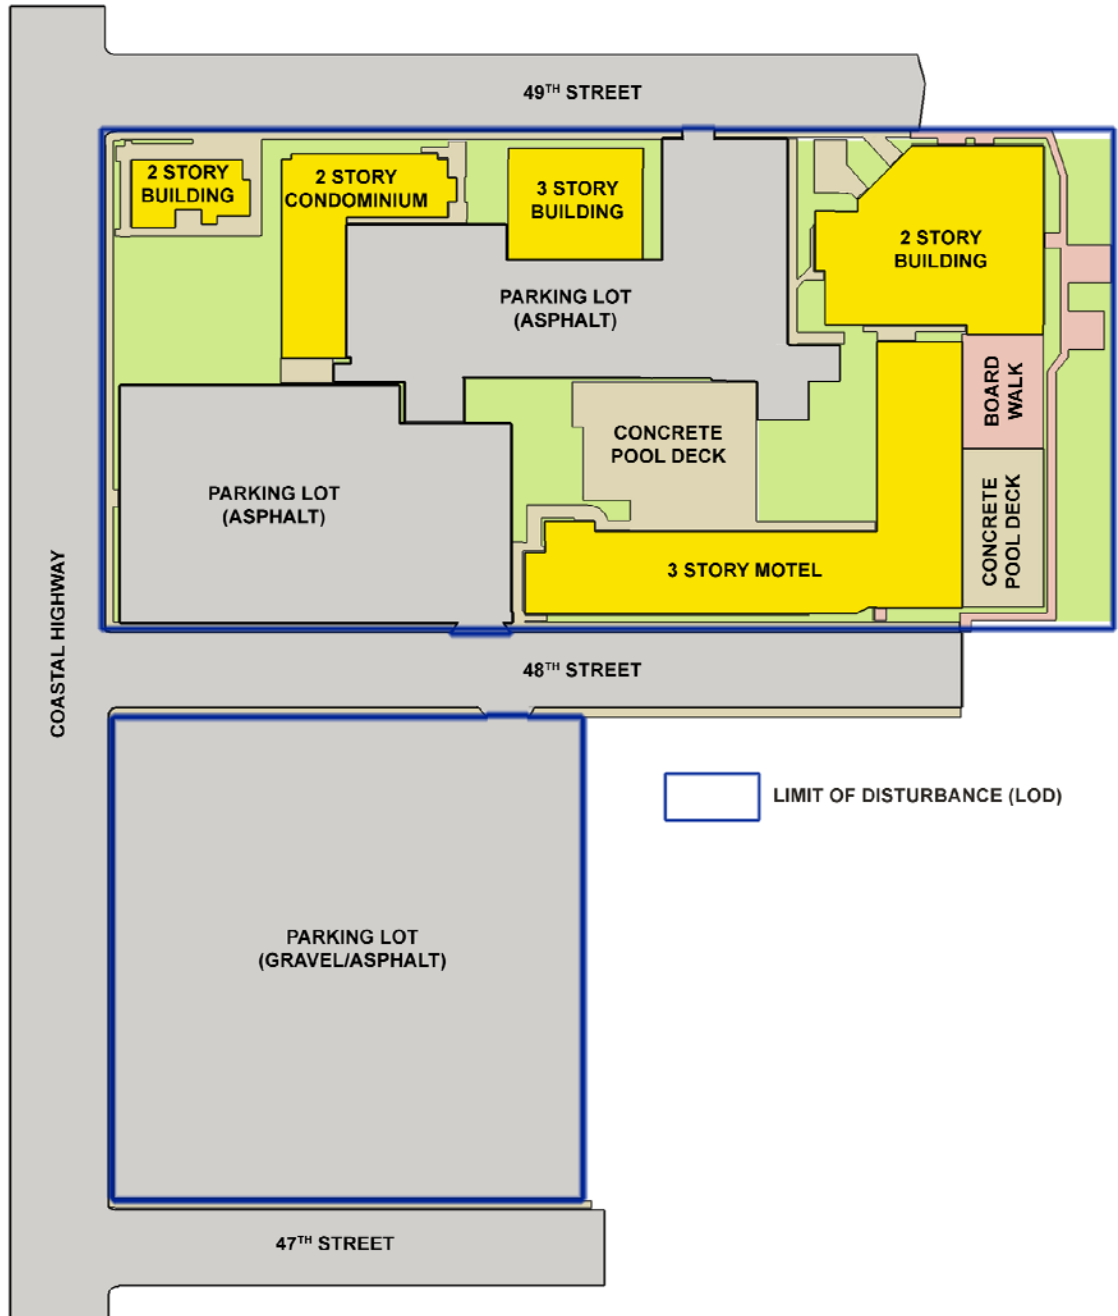 49TH STREET
2 STORY
BUILDING
2 STORY
CONDOMINIUM
3 STORY
BUILDING
2 STORY
BUILDING
PARKING LOT
(ASPHALT)
BOARD
WALK
CONCRETE
POOL DECK
PARKING LOT
(ASPHALT)
CONCRETE
POOL DECK
3 STORY MOTEL
COASTAL HIGHWAY
48TH STREET
LIMIT OF DISTURBANCE (LOD)
PARKING LOT
(GRAVEL/ASPHALT)
47TH STREET